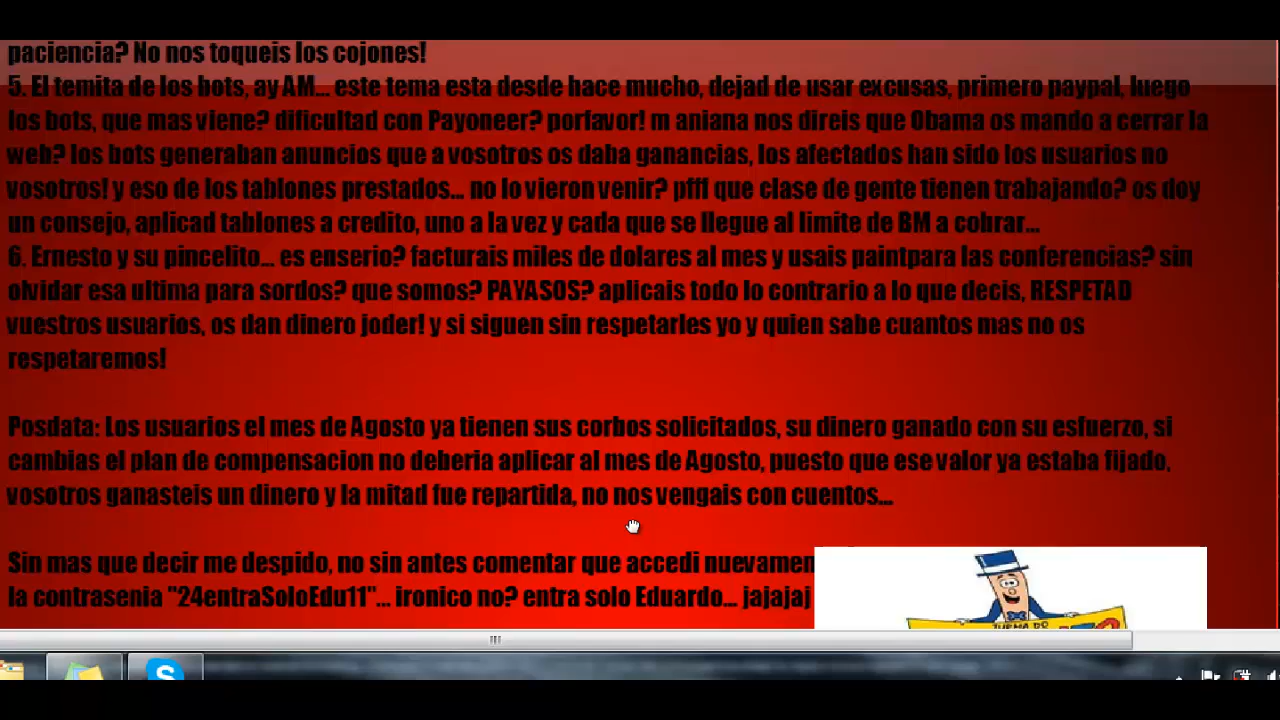 paciencia? No nos toqueis los cojones!
5. El temita de los bots, ay AM... este tema esta desde hace mucho, dejad de usar excusas, primero paypal, luego
los bots, que mas viene? dificultad con Payoneer? porfavor! m aniana nos direis que Obama os mando a cerrar la
web? los bots generaban anuncios que a vosotros os daba ganancias, los afectados han sido los usuarios no
vosotros! y eso de los tablones prestados... no lo vieron venir? pfff que clase de gente tienen trabajando? os doy
un consejo, aplicad tablones a credito, uno a la vez y cada que se llegue al limite de BM a cobrar...
6. Ernesto y su pincelito... es enserio? facturais miles de dolares al mes y usais paintpara las conferencias? sin
olvidar esa ultima para sordos? que somos? PAYASOS? aplicais todo lo contrario a lo que decis, RESPETAD
vuestros usuarios, os dan dinero joder! y si siguen sin respetarles yo y quien sabe cuantos mas no os
respetaremos!
Posdata: Los usuarios el mes de Agosto ya tienen sus corbos solicitados, su dinero ganado con su esfuerzo, si
cambias el plan de compensacion no deberia aplicar al mes de Agosto, puesto que ese valor ya estaba fijado,
vosotros ganasteis un dinero y la mitad fue repartida, no nos vengais con cuentos...
Sin mas que decir me despido, no sin antes comentar que accedi nuevamen
la contrasenia "24entraSoloEdu11"... ironico no? entra solo Eduardo... jajajaj
TURMA DO